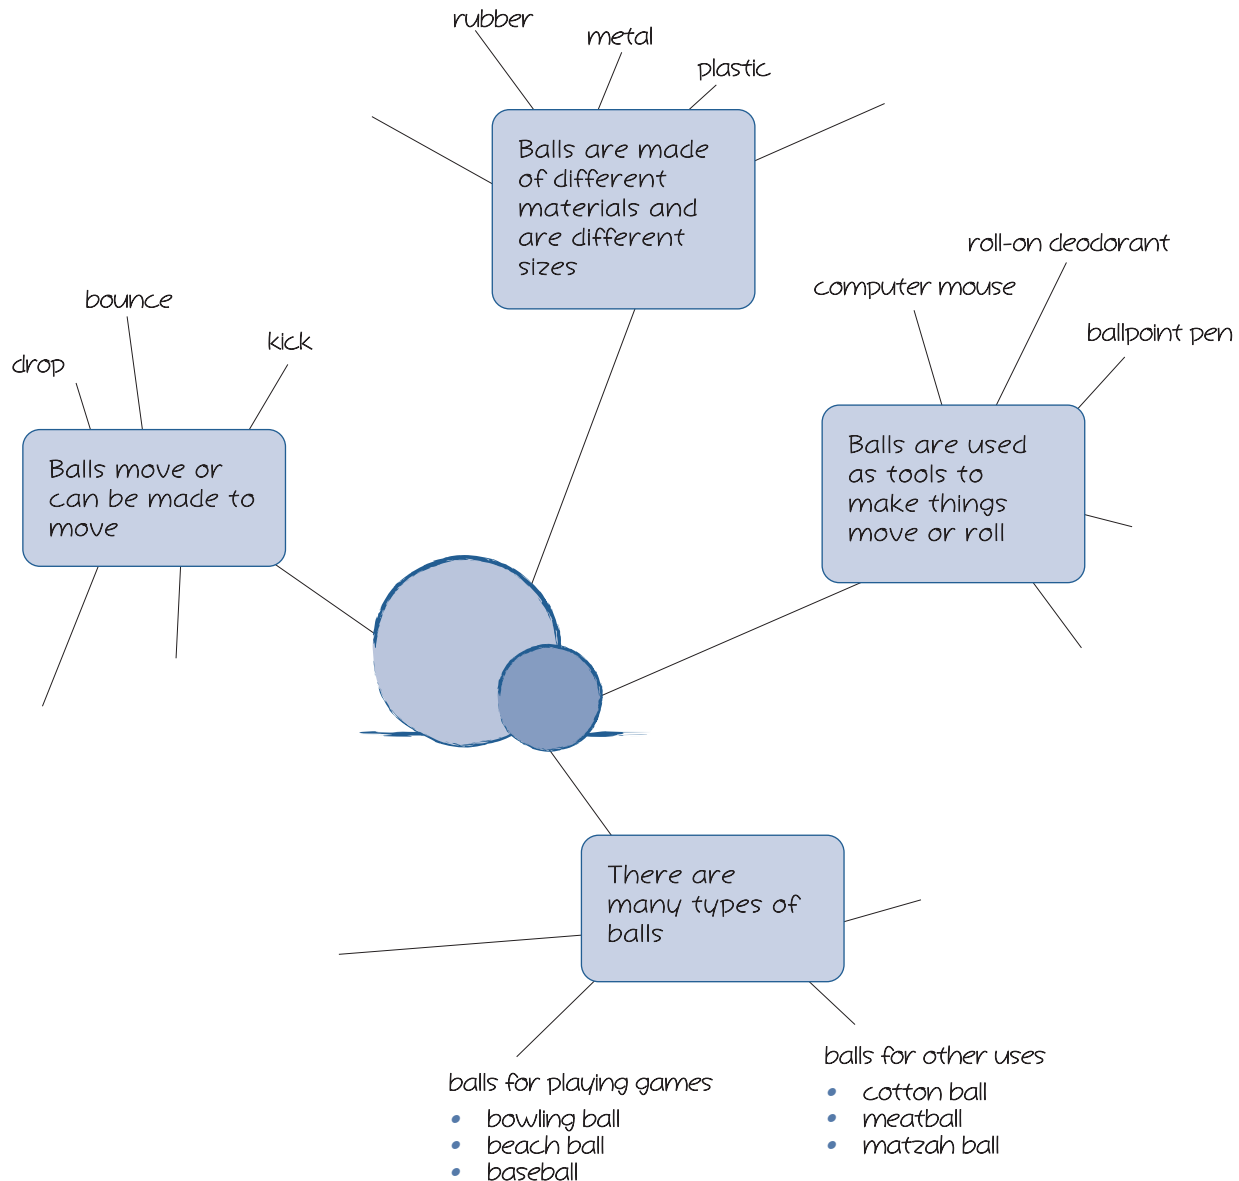 rubber
metal
plastic
Balls are made
of different
materials and
are different
sizes
roll-on deodorant
computer mouse
ballpoint pen
Balls are used
as tools to
make things
move or roll
bounce
kick
drop
Balls move or
can be made to
move
There are
many types of
balls
balls for playing games
• bowling ball
• beach ball
• baseball
balls for other uses
• cotton ball
• meatball
• matzah ball